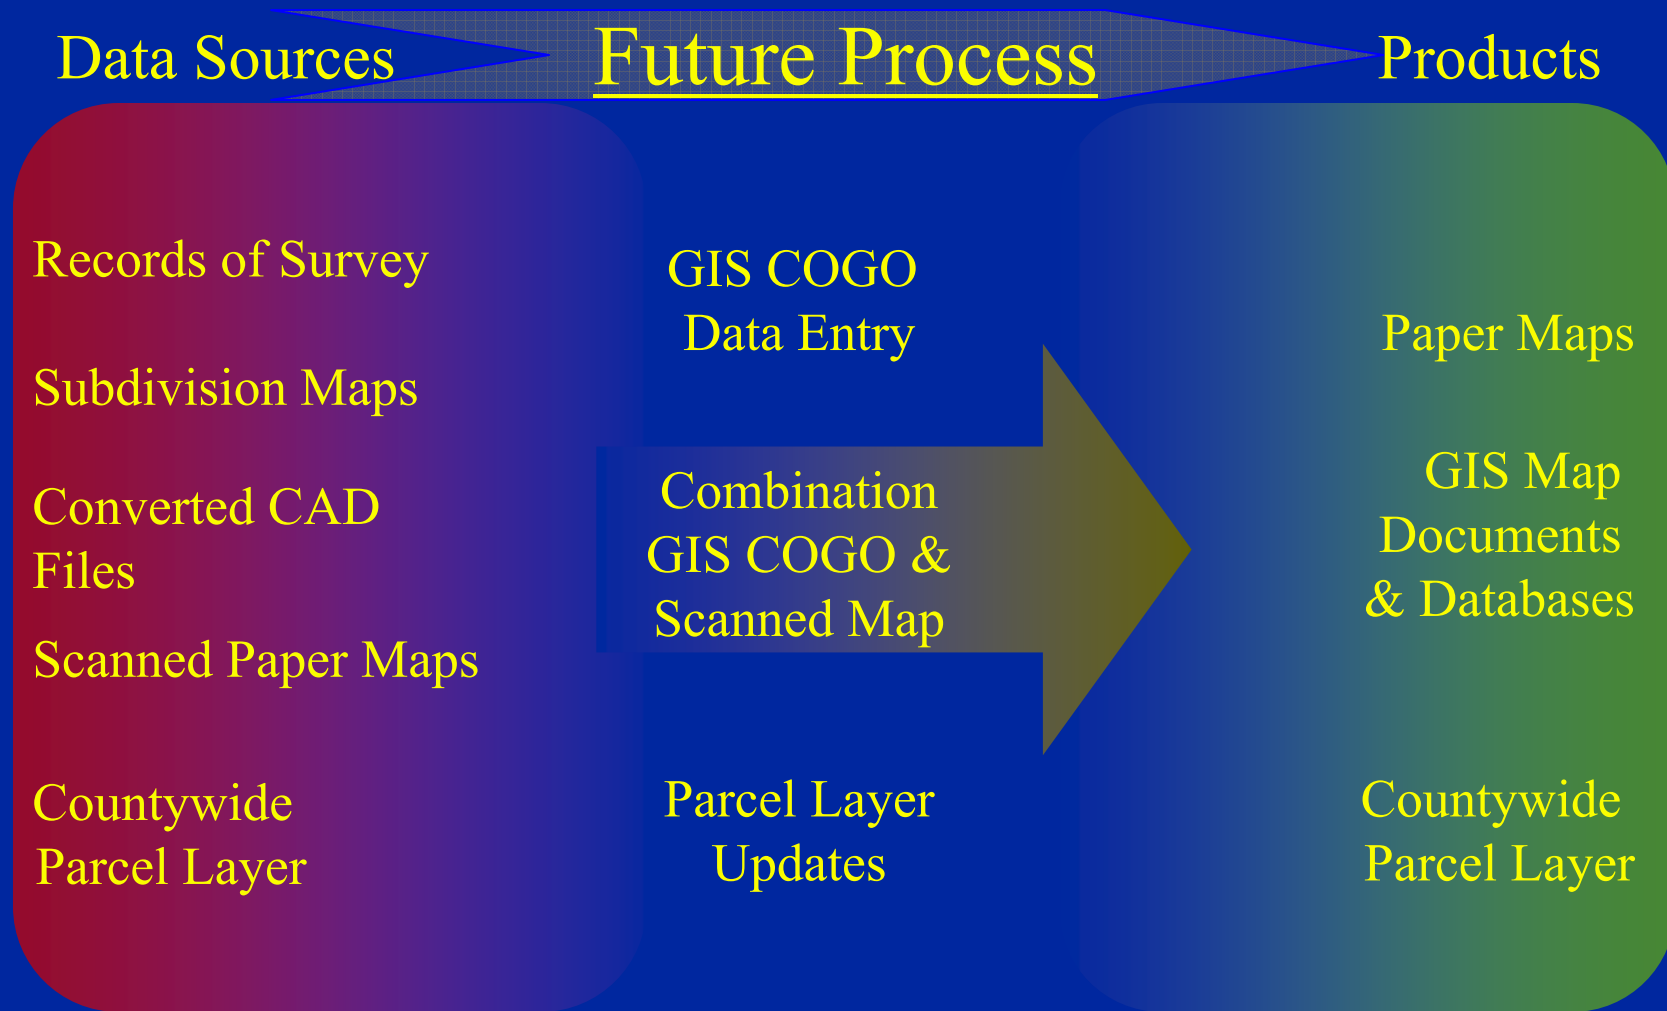 Data Sources
Future Process
Products
Records of Survey
Subdivision Maps
Converted CAD
Files
Scanned Paper Maps
Countywide
Parcel Layer
GIS COGO
Data Entry
Combination
GIS COGO &
Scanned Map
Parcel Layer
Updates
Paper Maps
GIS Map
Documents
& Databases
Countywide
Parcel Layer